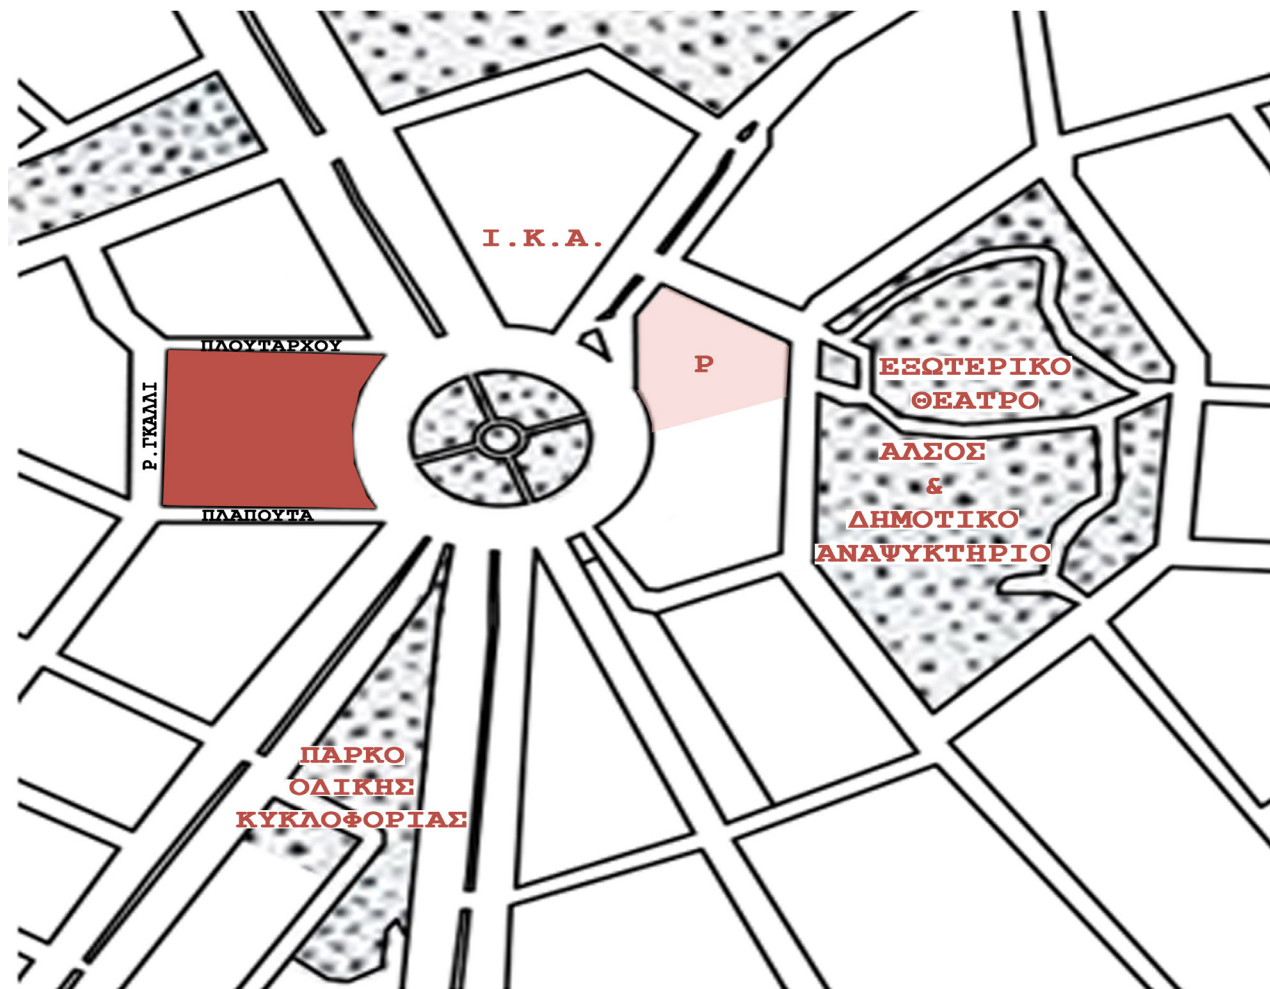 Ι.Κ.Α.
ΠΛΟΥΤΑΡΧΟΥ
Ρ
Ρ.ΓΚΑΛΛΙ
ΕΞΩΤΕΡΙΚΟ
ΘΕΑΤΡΟ
ΑΛΣΟΣ
&
ΔΗΜΟΤΙΚΟ
ΑΝΑΨΥΚΤΗΡΙΟ
ΠΛΑΠΟΥΤΑ
ΠΑΡΚΟ
ΟΔΙΚΗΣ
ΚΥΚΛΟΦΟΡΙΑΣ